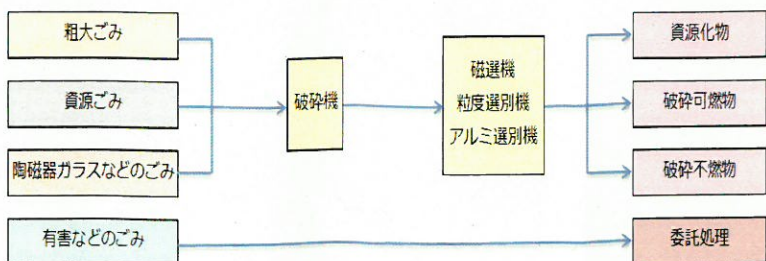 粗大ごみ
資源ごみ
陶磁器ガラスなどのごみ
有害などのごみ
破砕機
磁選機
粒度選別機
アルミ選別機
資源化物
破砕可燃物
破砕不燃物
委託処理